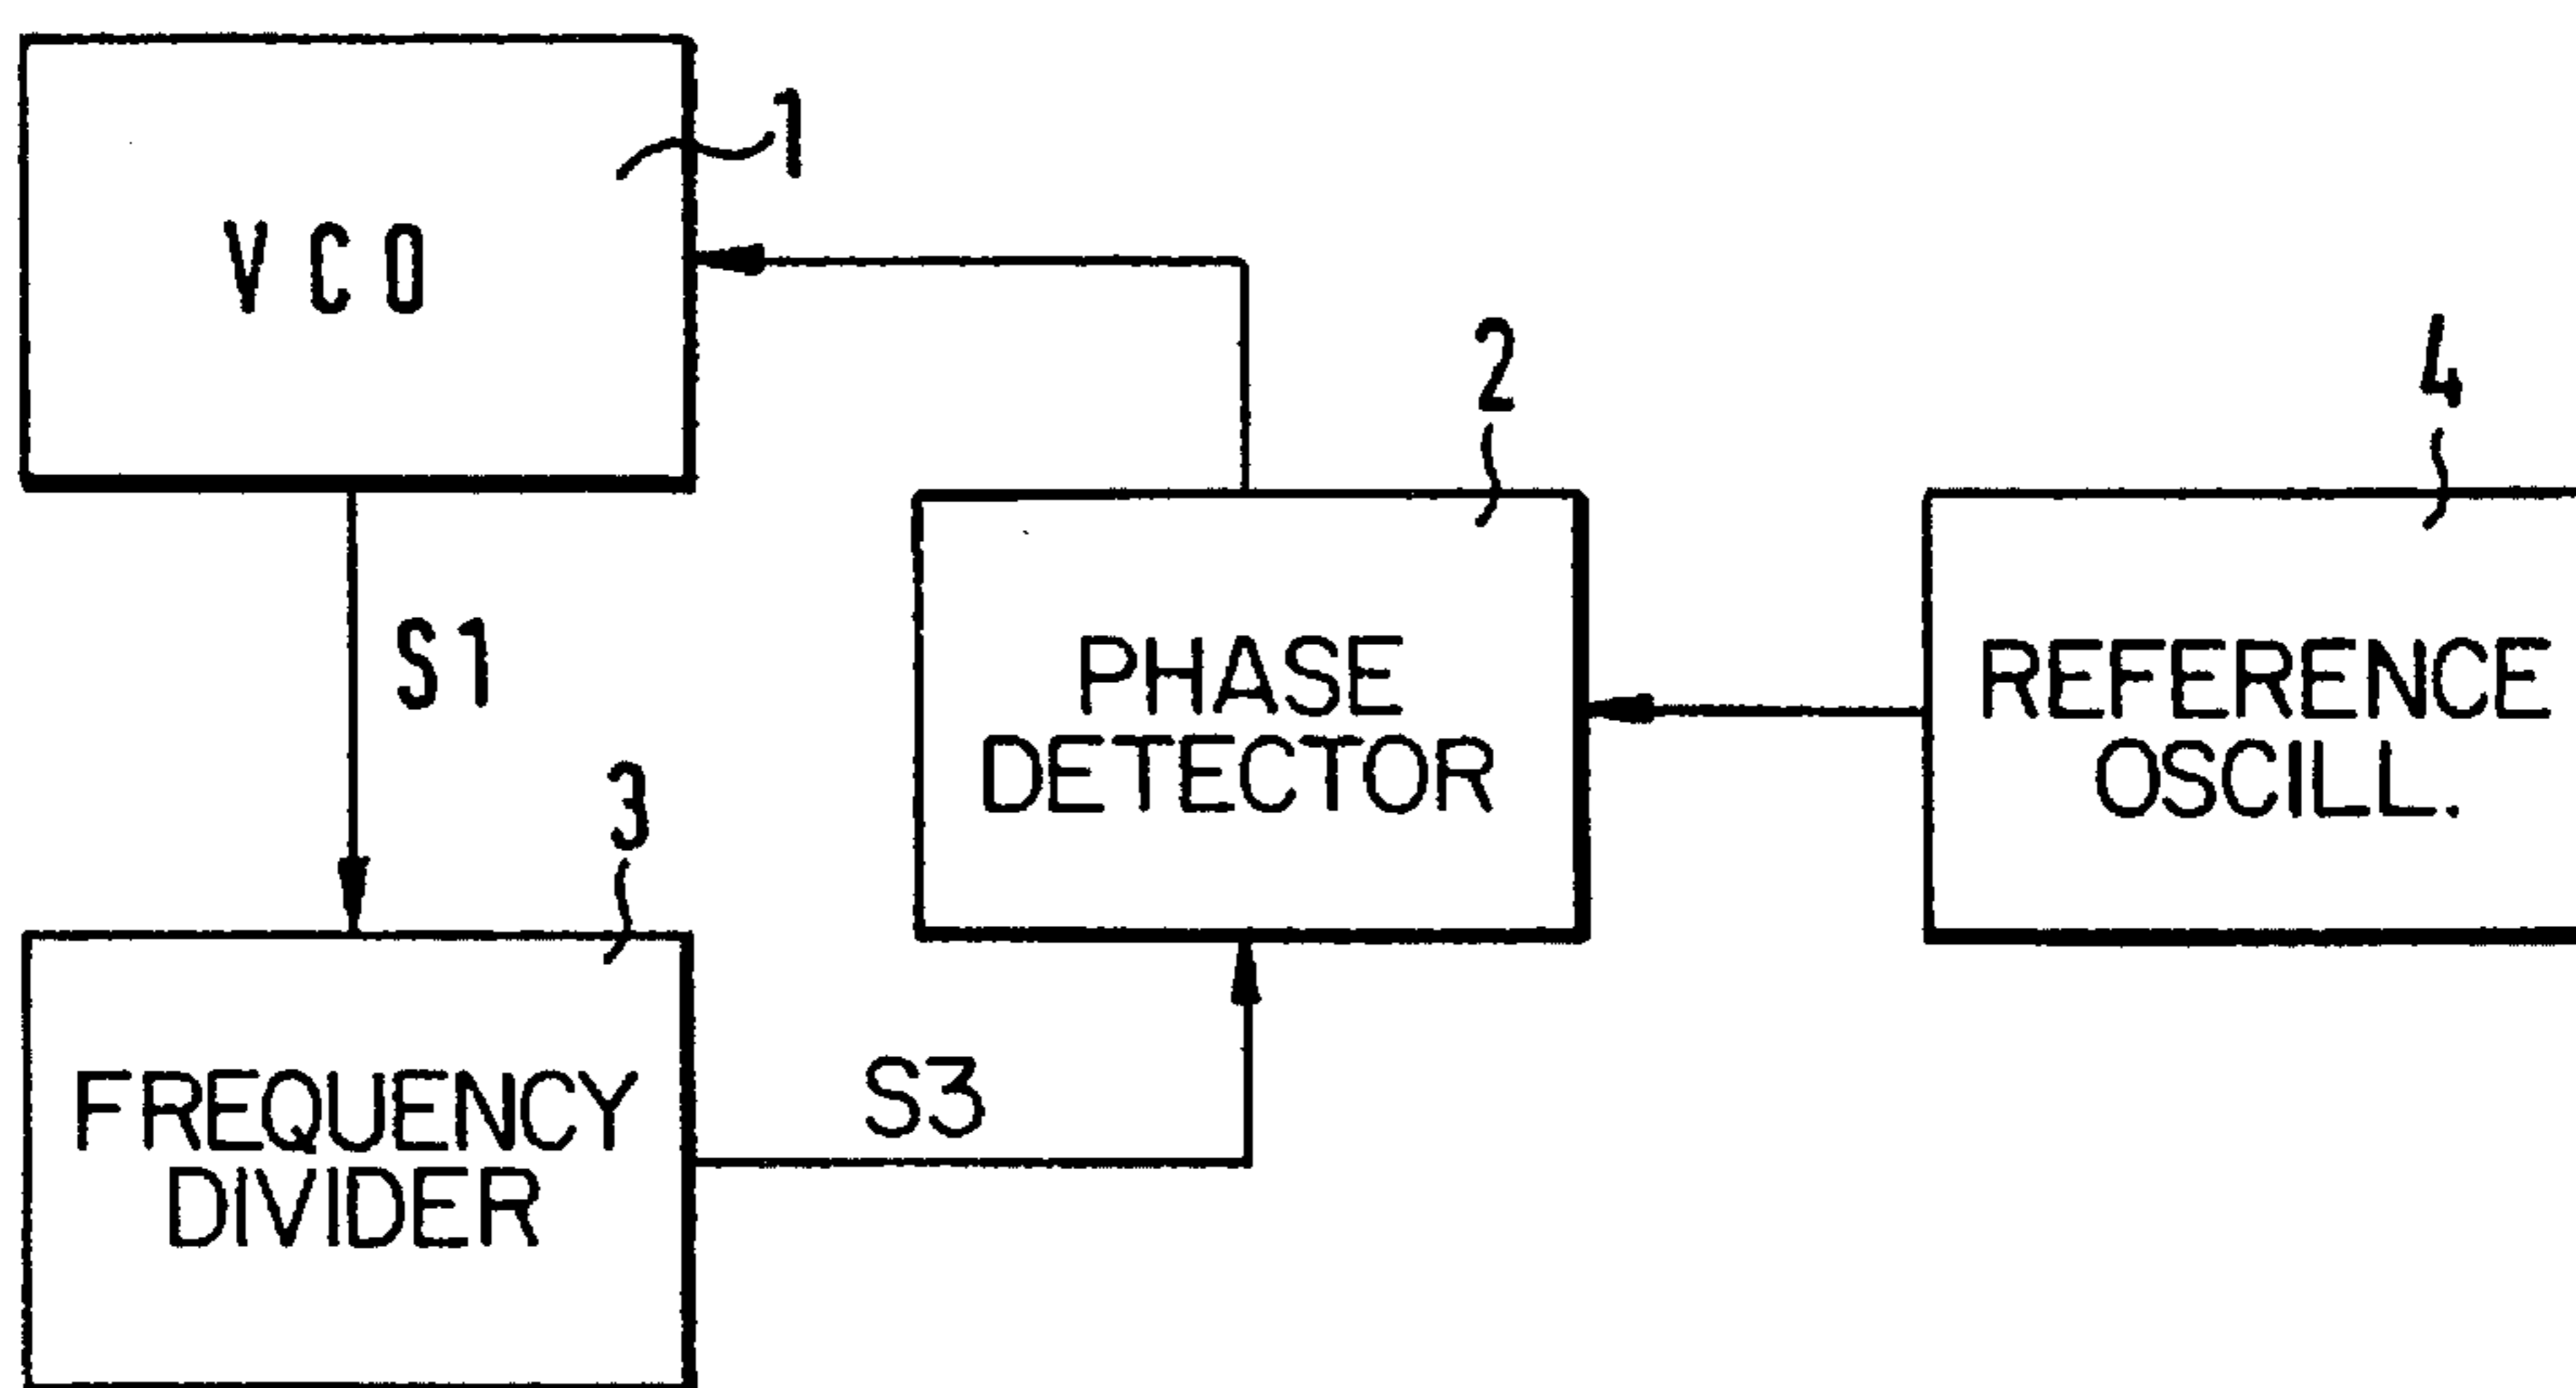 1
VCO
2
4
S1
PHASE
DETECTOR
REFERENCE
OSCILL.
3
FREQUENCY
DIVIDER
S3